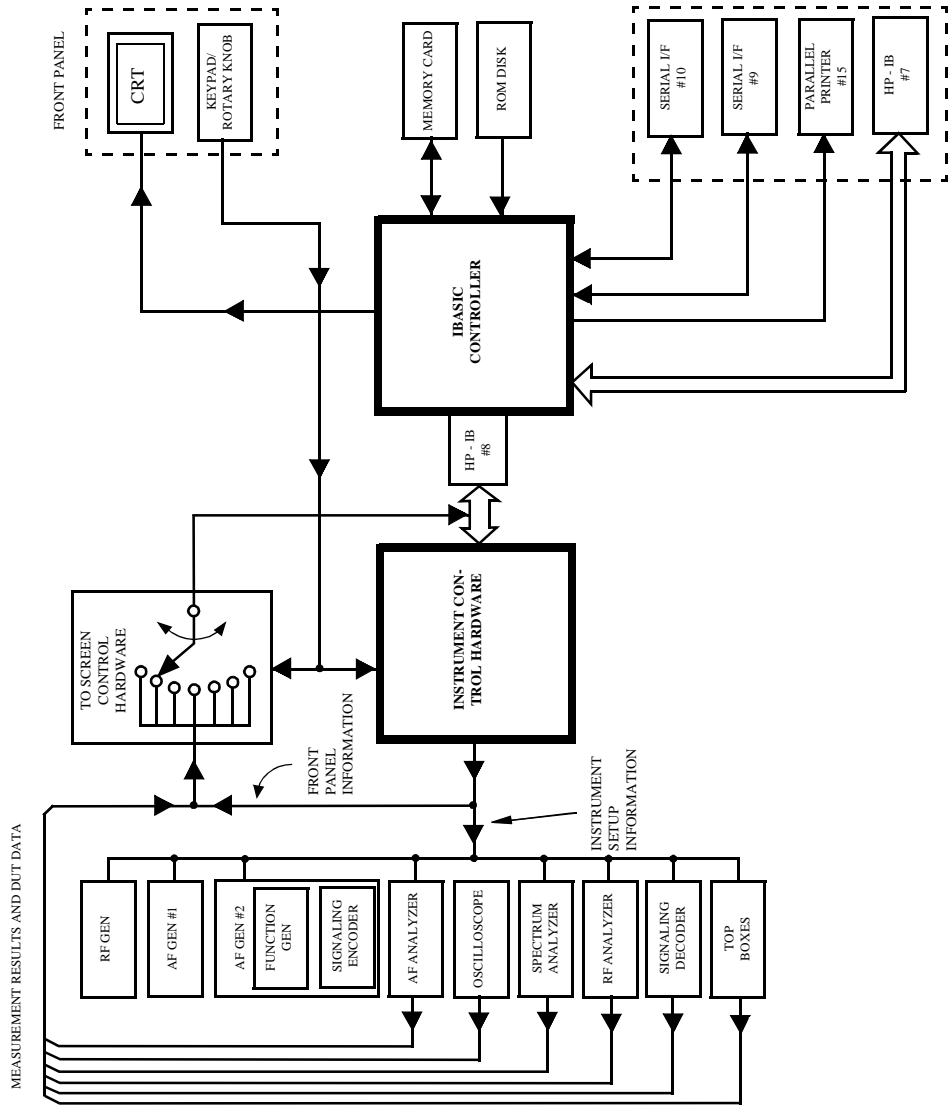 FRONT PANEL
CRT
KEYPAD/
ROTARY KNOB
MEMORY CARD
ROM DISK
SERIAL I/F
#10
SERIAL I/F
#9
PARALLEL
PRINTER
#15
HP - IB
#7
IBASIC
CONTROLLER
HP - IB
#8
TO SCREEN
CONTROL
HARDWARE
INSTRUMENT CON-
TROL HARDWARE
FRONT
PANEL
INFORMATION
INSTRUMENT
SETUP
INFORMATION
MEASUREMENT RESULTS AND DUT DATA
RF GEN
AF GEN #1
AF GEN #2
FUNCTION
GEN
SIGNALING
ENCODER
AF ANALYZER
OSCILLOSCOPE
SPECTRUM
ANALYZER
RF ANALYZER
SIGNALING
DECODER
TOP
BOXES